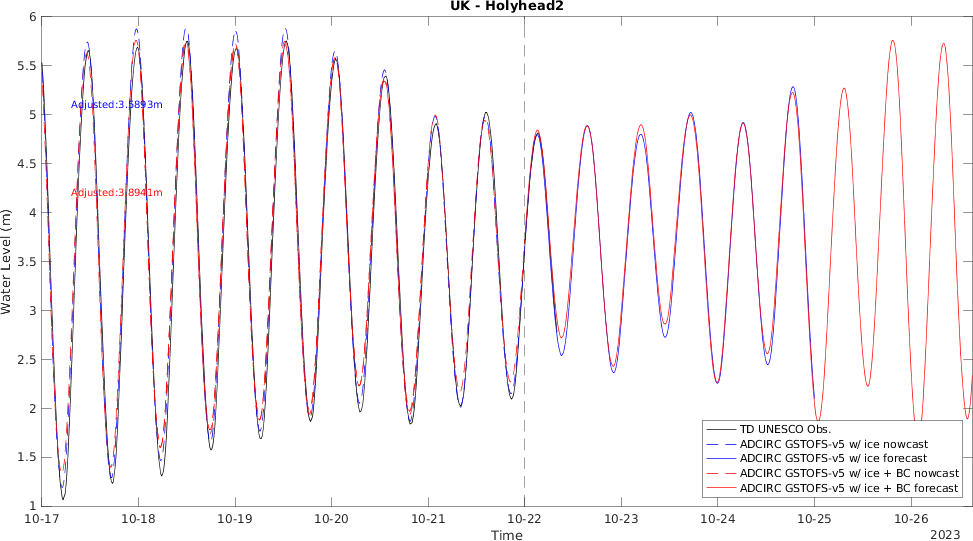 UK - Holyhead2
6
5.5
5
4.5
4
3.5
3
2.5
2
1.5
1
Water Level (m)
Adjusted:3.5893m
Adjusted:3.8941m
TD UNESCO Obs.
ADCIRC GSTOFS-v5 w/ ice nowcast
ADCIRC GSTOFS-v5 w/ ice forecast
ADCIRC GSTOFS-v5 w/ ice + BC nowcast
ADCIRC GSTOFS-v5 w/ ice + BC forecast
10-17 10-18 10-19 10-20 10-21 10-22 10-23 10-24 10-25 10-26
Time
2023